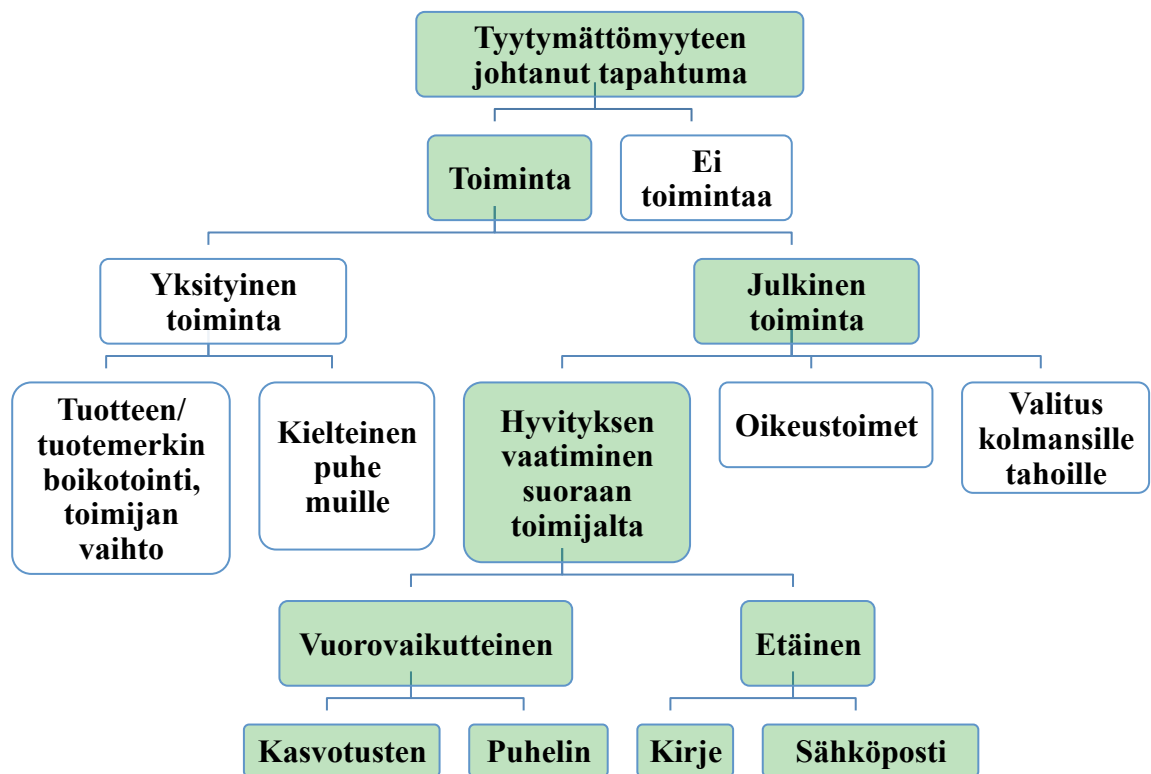 Tyytymättömyyteen
johtanut tapahtuma
Toiminta
Ei
toimintaa
Yksityinen
toiminta
Julkinen
toiminta
Tuotteen/
tuotemerkin
boikotointi,
toimijan
vaihto
Kielteinen
puhe
muille
Hyvityksen
vaatiminen
suoraan
toimijalta
Oikeustoimet
Valitus
kolmansille
tahoille
Vuorovaikutteinen
Etäinen
Kasvotusten
Puhelin
Kirje
Sähköposti